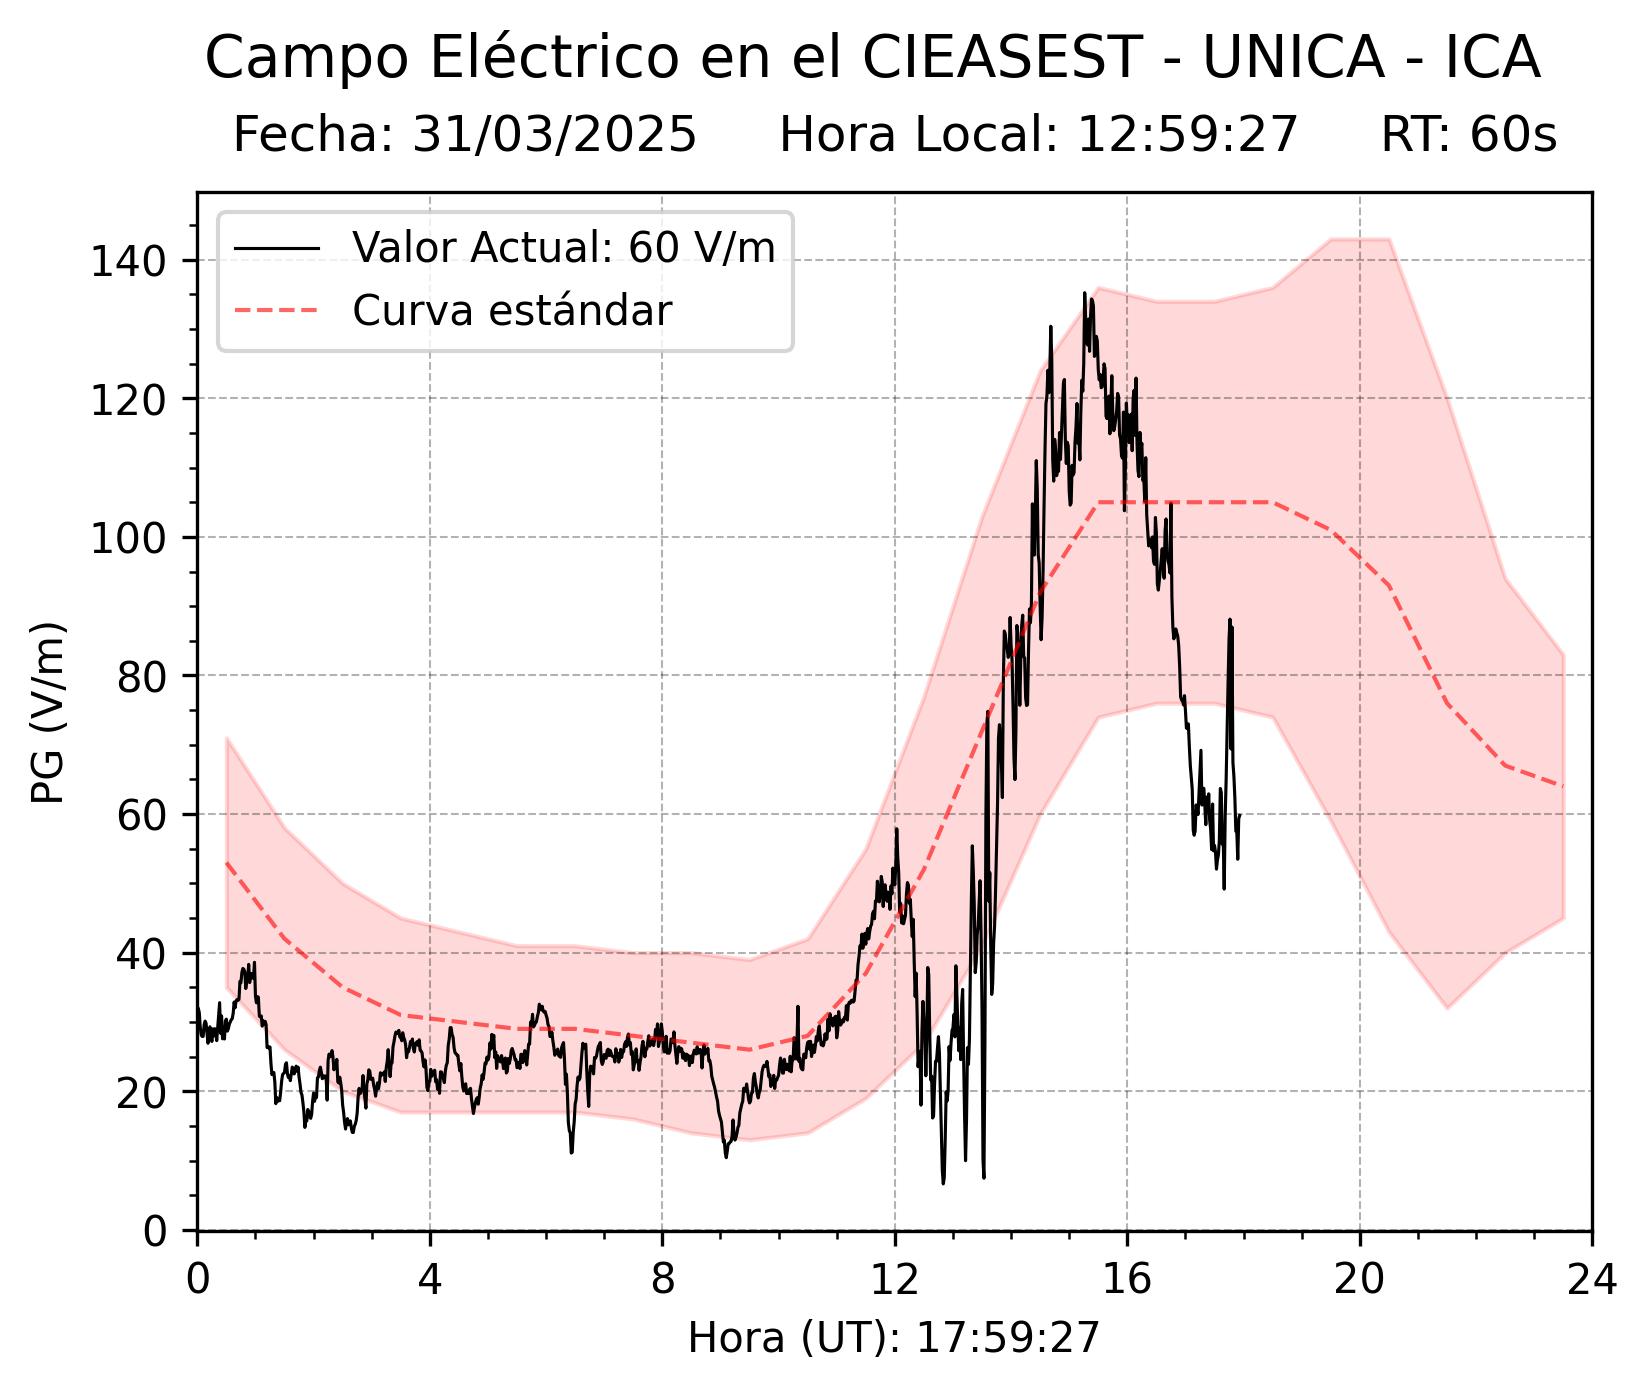 Campo Eléctrico en el CIEASEST - UNICA - ICA
Fecha: 31/03/2025 Hora Local: 12:59:27 RT: 60s
Valor Actual: 60 V/m
Curva estándar
140
120
100
80
60
40
20
0
PG (V/m)
0 4 8 12 16 20 24
Hora (UT): 17:59:27